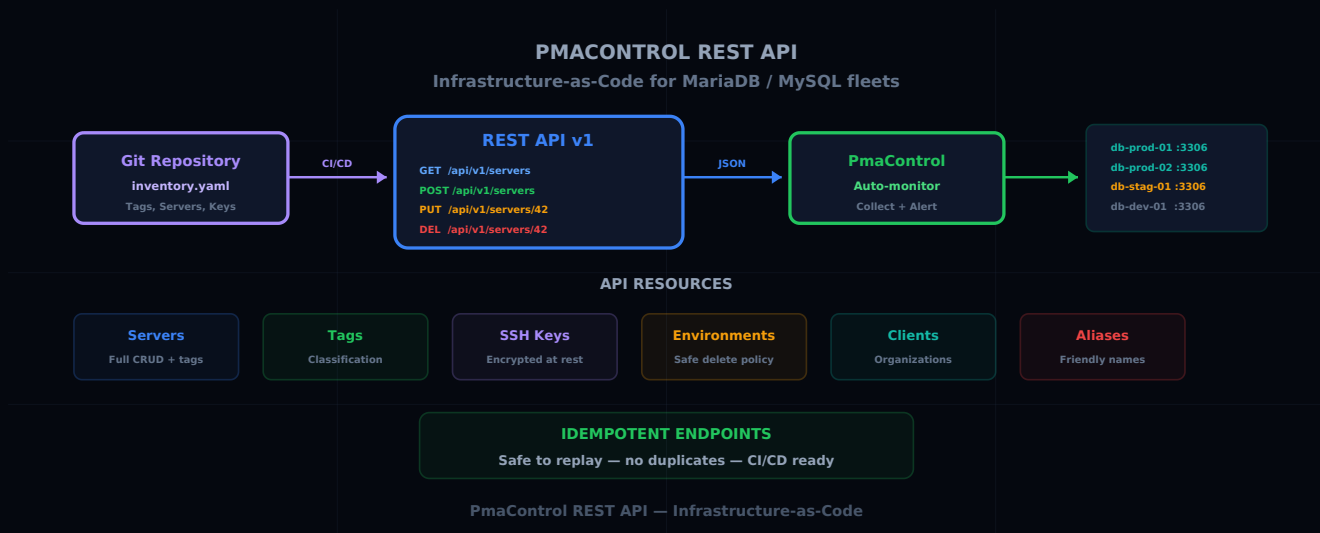 PMACONTROL REST API
Infrastructure-as-Code for MariaDB / MySQL fleets
Git Repository
inventory.yaml
Tags, Servers, Keys
CI/CD
REST API v1
GET /api/v1/servers
POST /api/v1/servers
PUT /api/v1/servers/42
DEL /api/v1/servers/42
JSON
PmaControl
Auto-monitor
Collect + Alert
db-prod-01 :3306
db-prod-02 :3306
db-stag-01 :3306
db-dev-01 :3306
API RESOURCES
Servers
Full CRUD + tags
Tags
Classification
SSH Keys
Encrypted at rest
Environments
Safe delete policy
Clients
Organizations
Aliases
Friendly names
IDEMPOTENT ENDPOINTS
Safe to replay — no duplicates — CI/CD ready
PmaControl REST API — Infrastructure-as-Code